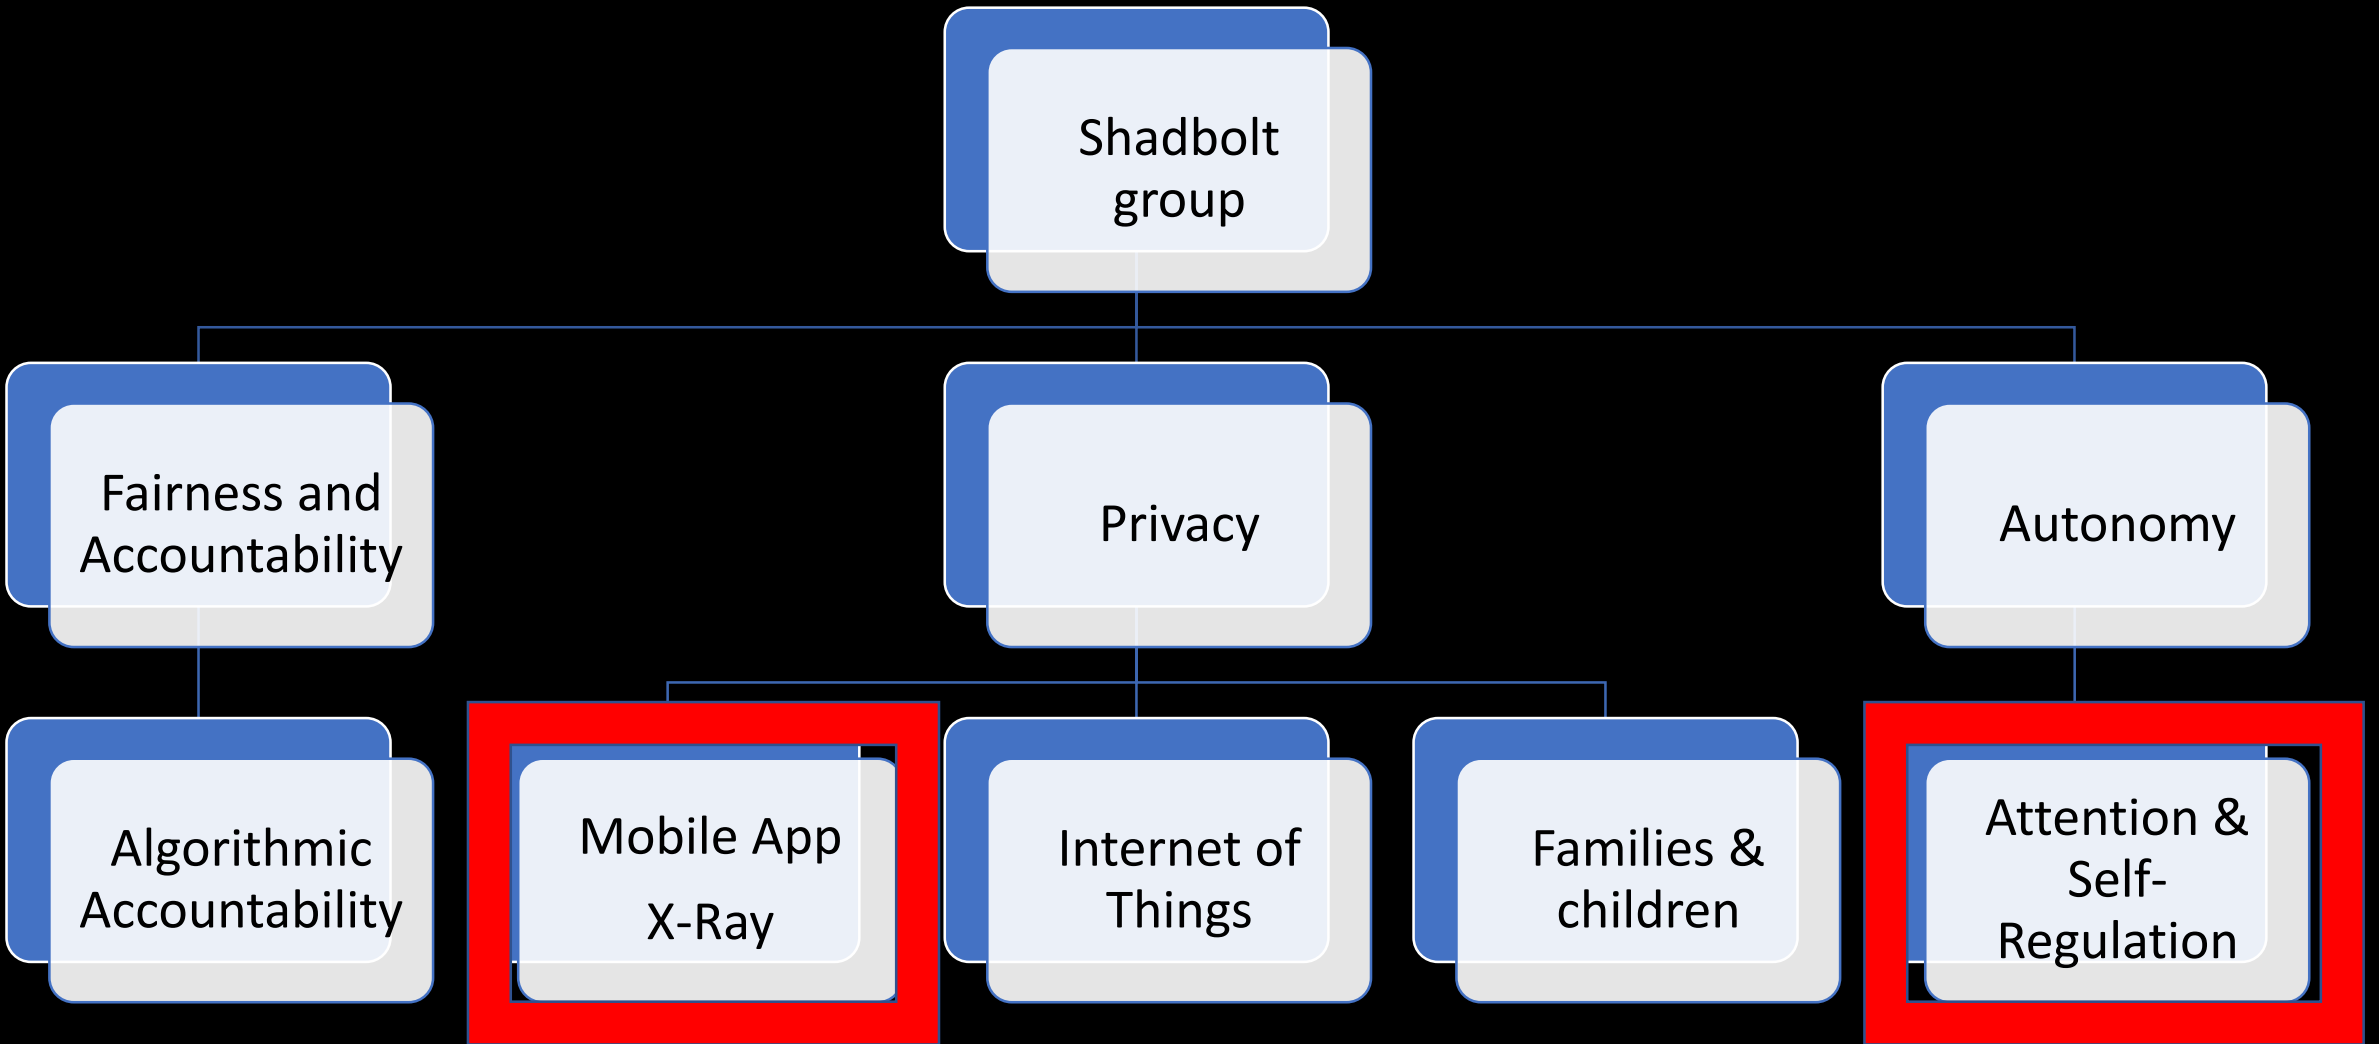 Shadbolt
group
Fairness and
Accountability
Privacy
Autonomy
Algorithmic
Accountability
Mobile App
X-Ray
Internet of
Things
Families &
children
Attention &
Self-
Regulation